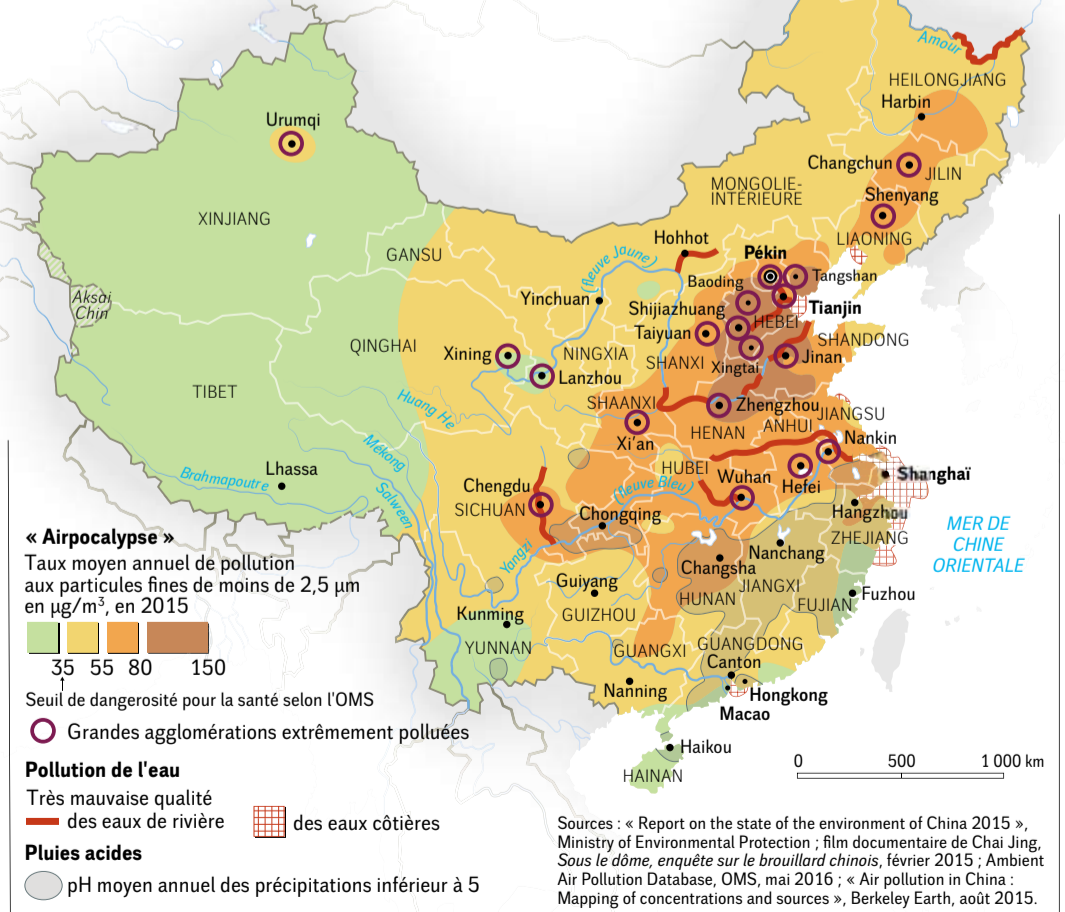 Amour
HEILONGJIANG
Harbin
Urumqi
Changchun
JILIN
MONGOLIE-
INTÉRIEURE
Shenyang
XINJIANG
LIAONING
Hohhot
GANSU
Pékin
(fleuve Jaune)
Baoding
Tangshan
Aksai
Chin
Yinchuan
Shijiazhuang
Tianjin
HEBEI
Taiyuan
SHANDONG
QINGHAI
Xining
NINGXIA
SHANXI
Xingtai
Jinan
Lanzhou
TIBET
Huang He
SHAANXI
Zhengzhou
JIANGSU
ANHUI
HENAN
Xi’an
Nankin
Mékong
HUBEI
Lhassa
Brahmapoutre
Salween
Wuhan
Hefei
Shanghaï
Chengdu
SICHUAN
(fleuve Bleu)
Chongqing
Hangzhou
ZHEJIANG
MER DE
CHINE
ORIENTALE
Yangzi
Nanchang
Changsha
Guiyang
JIANGXI
HUNAN
FUJIAN
Fuzhou
Kunming
GUIZHOU
YUNNAN
GUANGXI
GUANGDONG
Canton
Nanning
Hongkong
Macao
Haikou
HAINAN
0 500 1 000 km
« Airpocalypse »
Taux moyen annuel de pollution
aux particules fines de moins de 2,5 µm
en µg/m³, en 2015
35 55 80 150
Seuil de dangerosité pour la santé selon l'OMS
Grandes agglomérations extrêmement polluées
Pollution de l'eau
Très mauvaise qualité
des eaux de rivière des eaux côtières
Pluies acides
pH moyen annuel des précipitations inférieur à 5
Sources : « Report on the state of the environment of China 2015 »,
Ministry of Environmental Protection ; film documentaire de Chai Jing,
Sous le dôme, enquête sur le brouillard chinois, février 2015 ; Ambient
Air Pollution Database, OMS, mai 2016 ; « Air pollution in China :
Mapping of concentrations and sources », Berkeley Earth, août 2015.